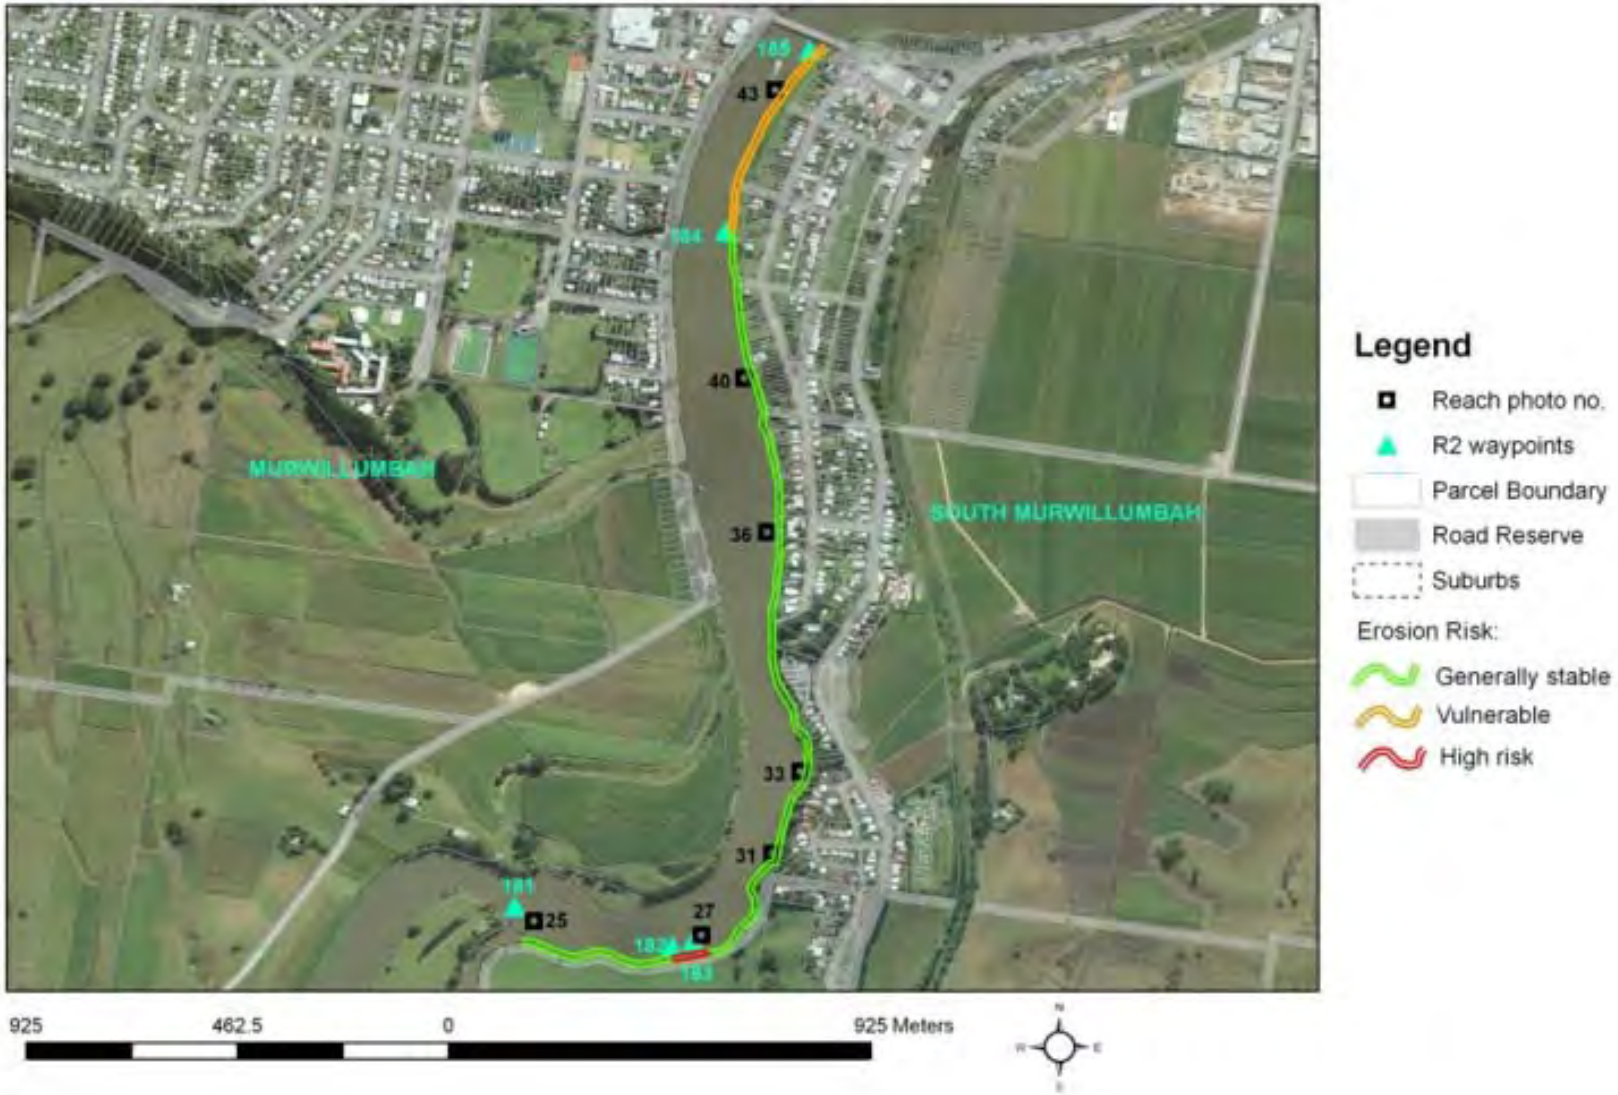 185
43
184
40
MURWILLUMBAH
SOUTH MURWILLUMBAH
36
33
31
181
25
27
182
183
Legend
Reach photo no.
R2 waypoints
Parcel Boundary
Road Reserve
Suburbs
Erosion Risk:
Generally stable
Vulnerable
High risk
925 462.5 0 925 Meters
N
W E
S